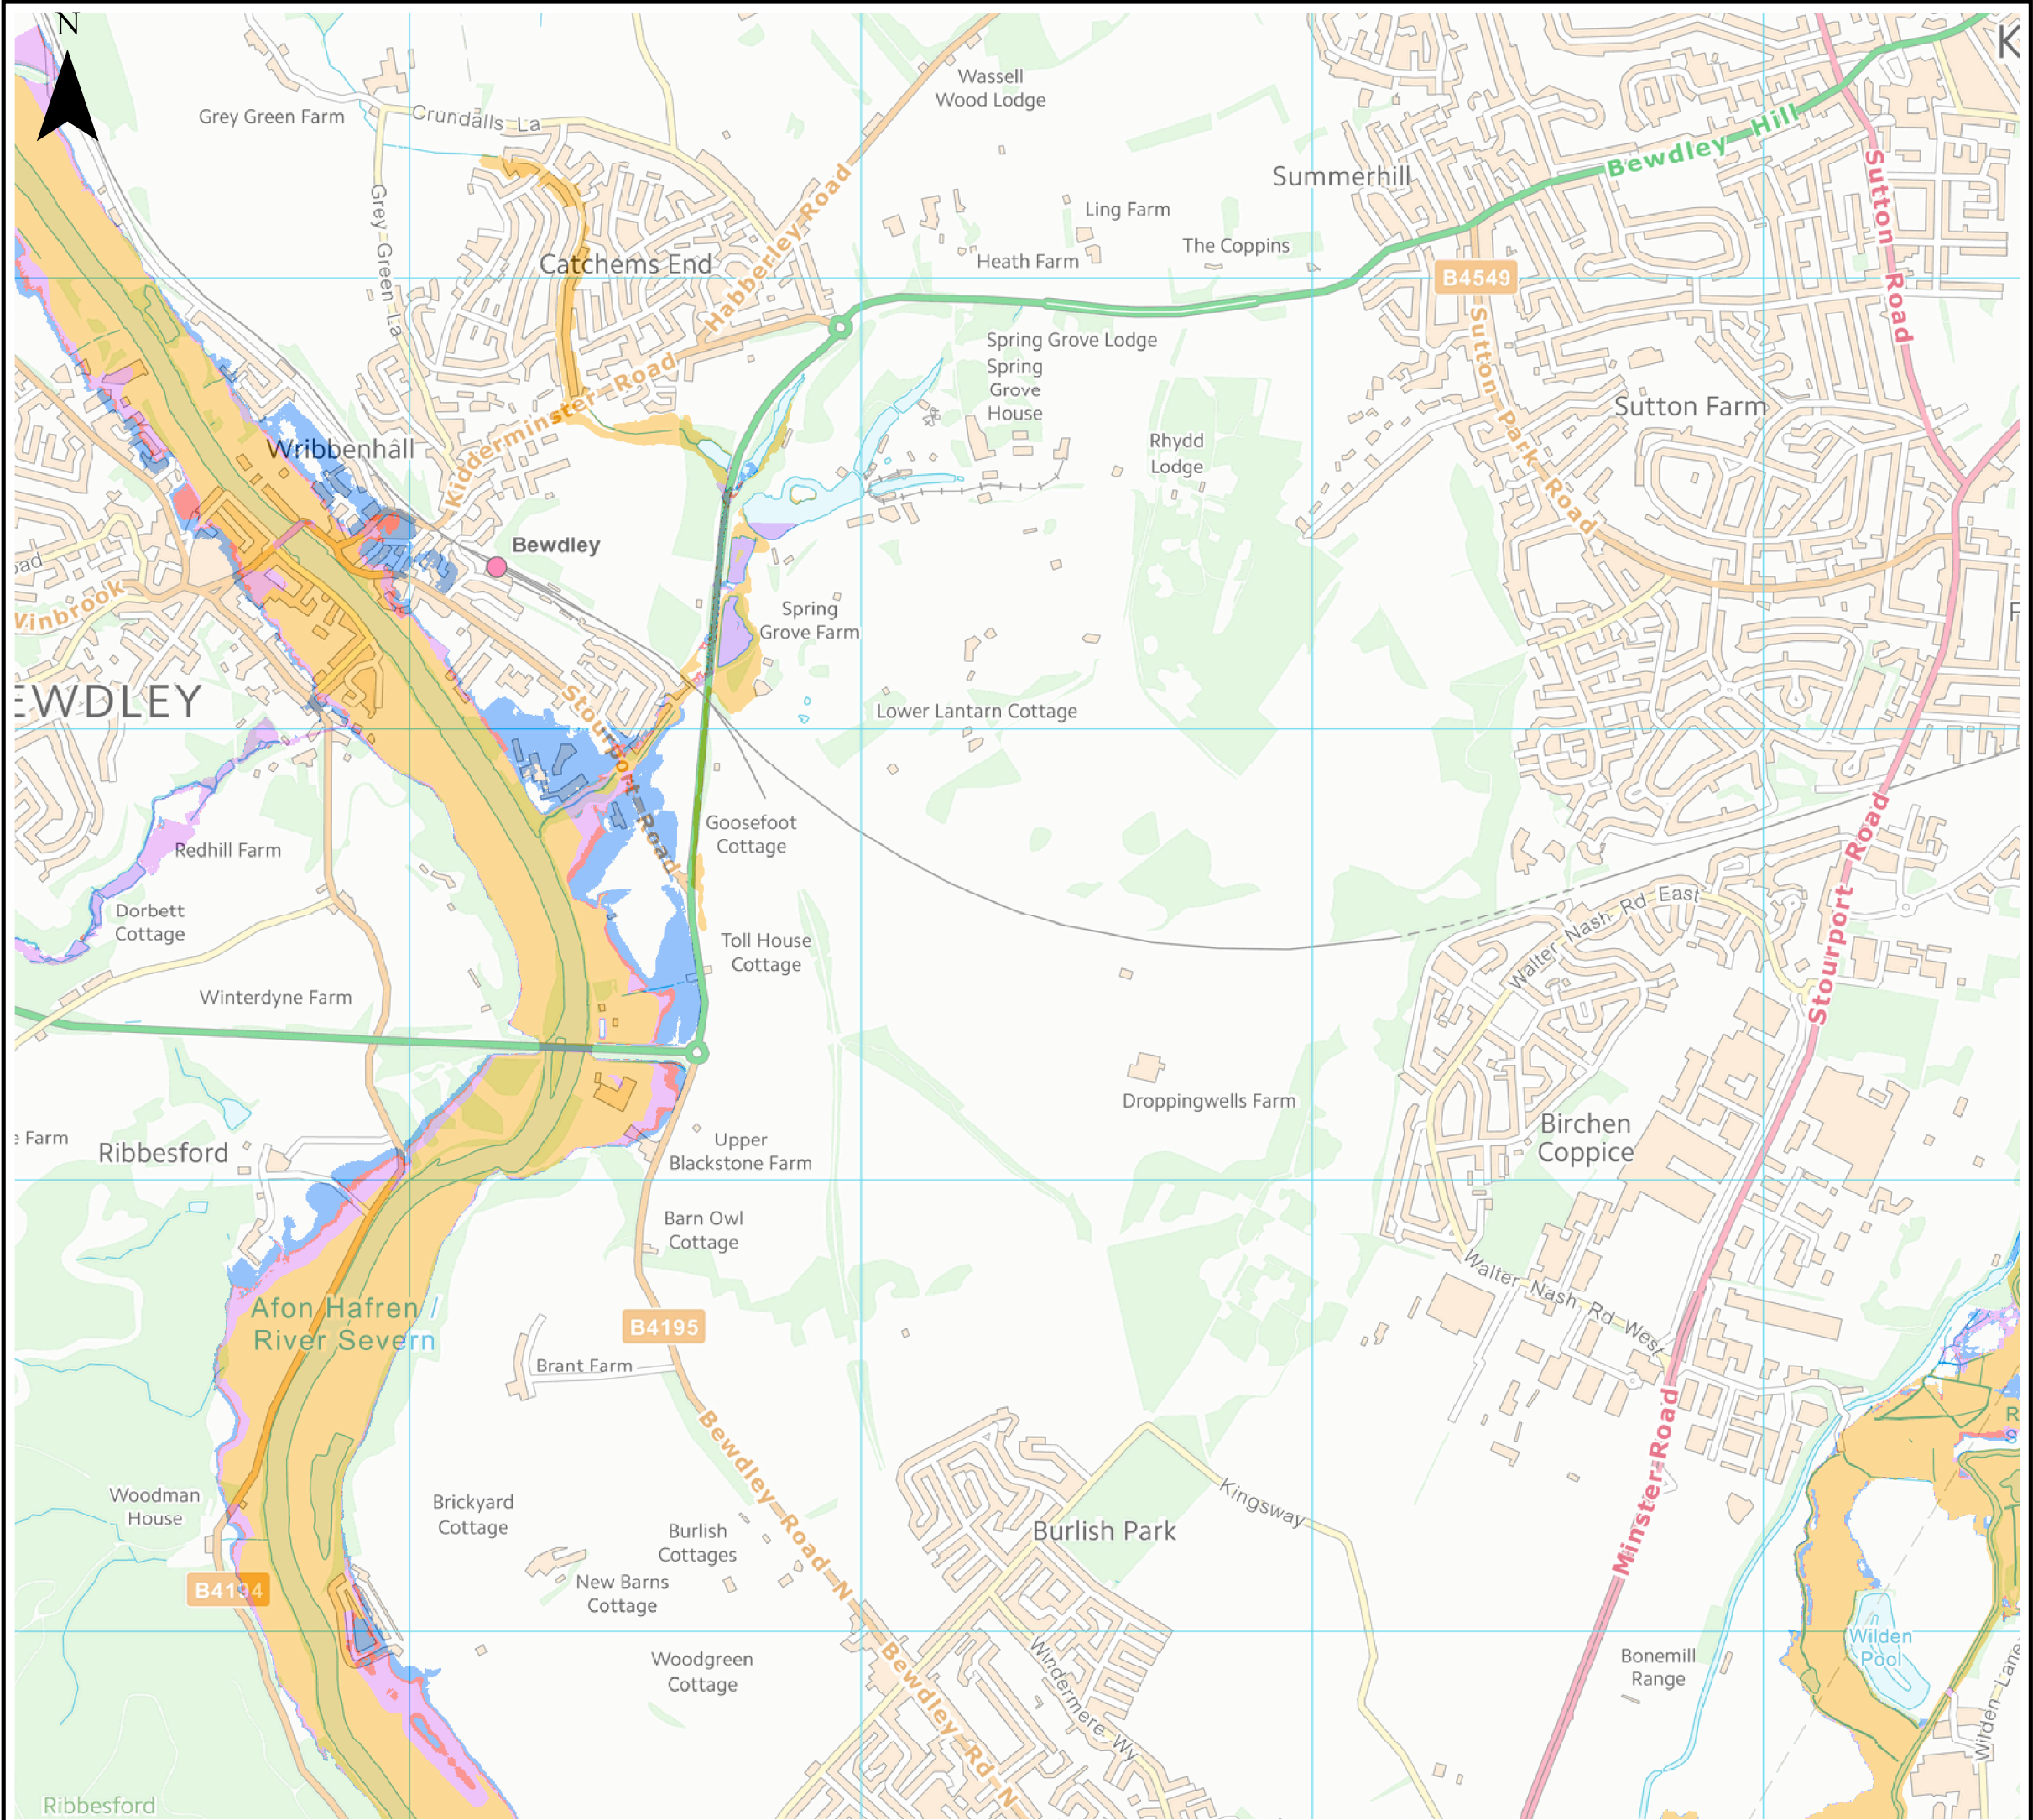 N
K
Wassell
Wood Lodge
Grey Green Farm
Crundalls La
Bewdley Hill
Sutton Road
Summerhill
Habberley Road
Grey Green La
Ling Farm
The Coppins
Catchems End
Heath Farm
B4549
Spring Grove Lodge
Spring
Grove
House
Sutton Park Road
Kidderminster Road
Sutton Farm
Wribbenhall
Rhydd
Lodge
Bewdley
oad
Winbrook
Spring
Grove Farm
F
EWDLEY
Stourport Road
Lower Lantarn Cottage
Goosefoot
Cottage
Redhill Farm
Stourport Road
Dorbett
Cottage
Walter Nash Rd East
Toll House
Cottage
Winterdyne Farm
Droppingwells Farm
e Farm
Ribbesford
Upper
Blackstone Farm
Birchen
Coppice
Barn Owl
Cottage
Walter Nash Rd West
Afon Hafren /
River Severn
B4195
Brant Farm
R
S
Bewdley Road N
Minster Road
Woodman
House
Brickyard
Cottage
Kingsway
Burlish
Cottages
Burlish Park
New Barns
Cottage
B4194
Wilden
Pool
Woodgreen
Cottage
Windermere Wy
Bonemill
Range
Wilden Lane
Bewdley Rd N
Ribbesford